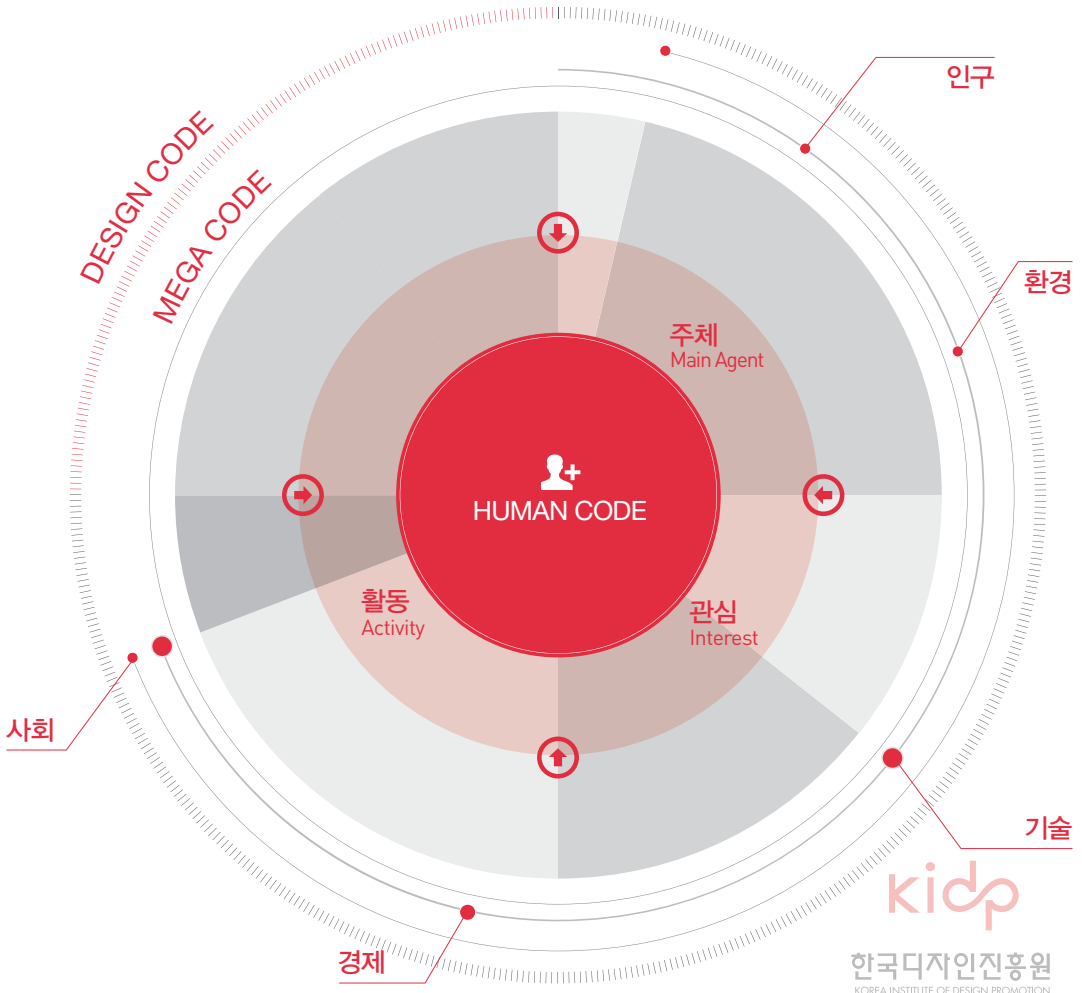 인구
DESIGN CODE
MEGA CODE
환경
주체
Main Agent
HUMAN CODE
활동
Activity
관심
Interest
사회
기술
경제
kidp
한국디자인진흥원
KOREA INSTITUTE OF DESIGN PROMOTION